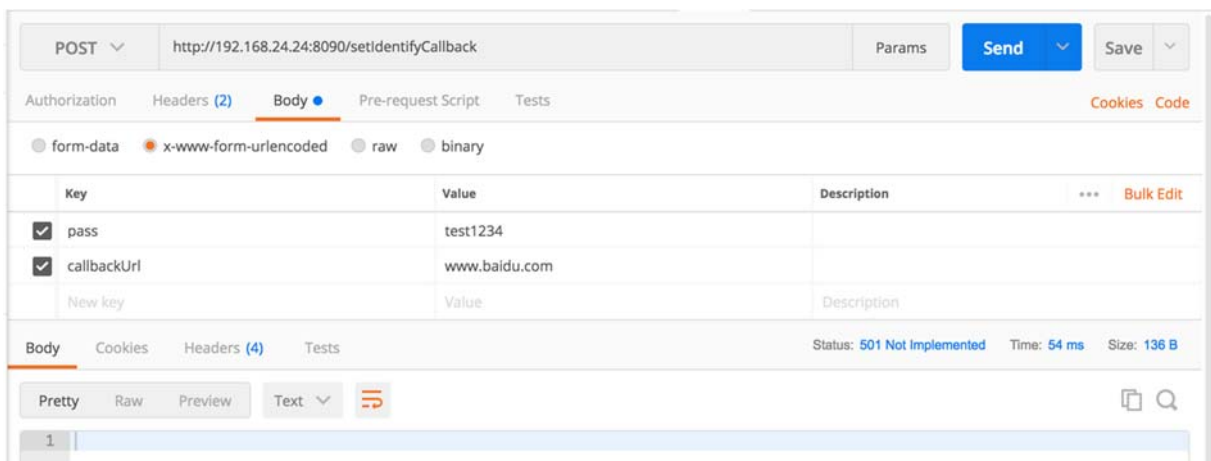 POST http://192.168.24.24:8090/setIdentifyCallback Params Send Save
Authorization Headers (2) Body Pre-request Script Tests Cookies Code
form-data x-www-form-urlencoded raw binary
Key Value Description ••• Bulk Edit
pass test1234
callbackUrl www.baidu.com
New key Value Description
Body Cookies Headers (4) Tests Status: 501 Not Implemented Time: 54 ms Size: 136 B
Pretty Raw Preview Text
1